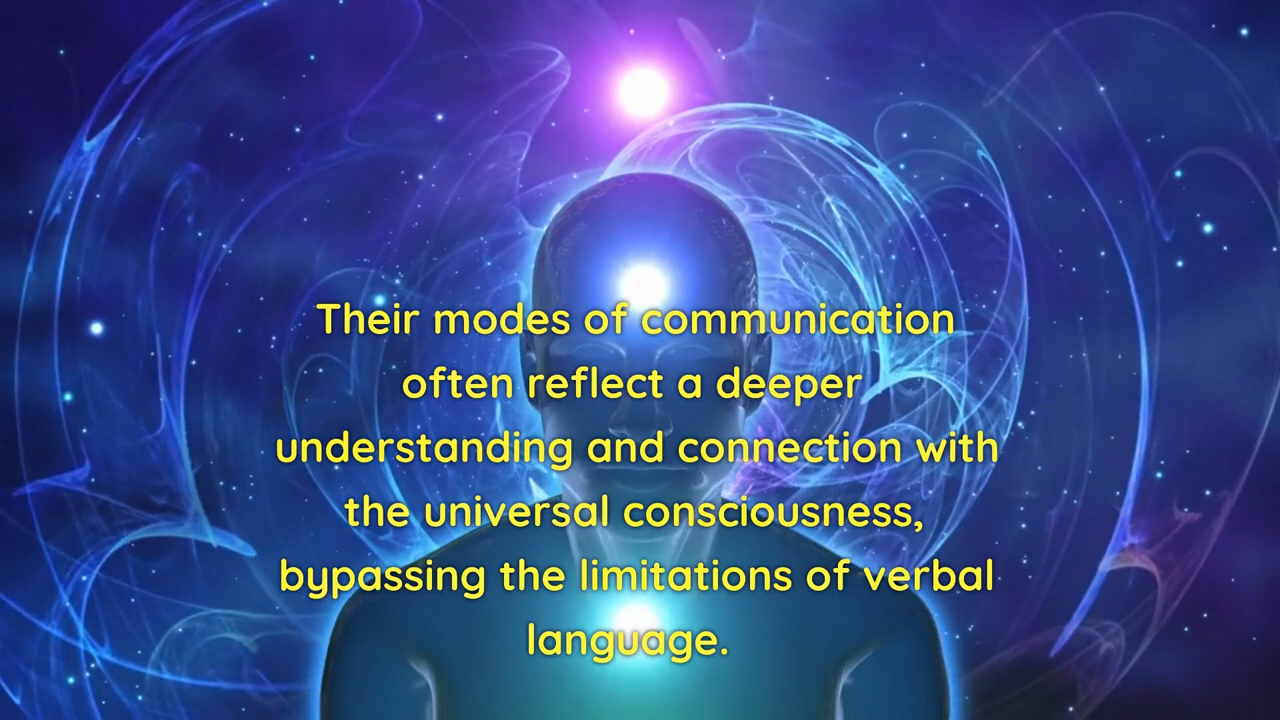 Their modes of communication
often reflect a deeper
understanding and connection with
the universal consciousness,
bypassing the limitations of verbal
language.